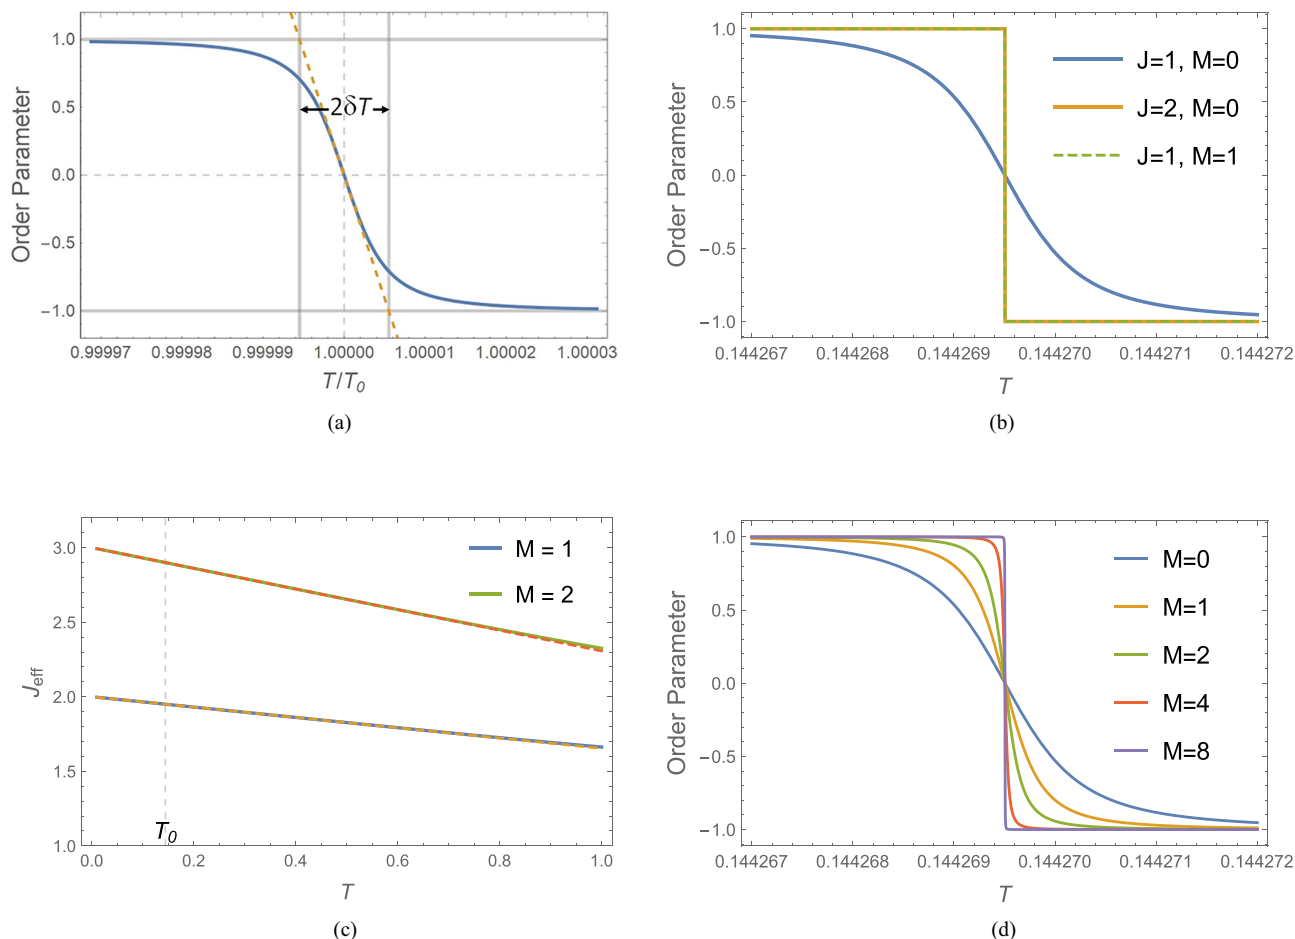 1.0
0.5
0.0
−0.5
−1.0
Order Parameter
2δT
0.99997 0.99998 0.99999 1.00000 1.00001 1.00002 1.00003
T/T0
(a)
1.0
0.5
0.0
−0.5
−1.0
Order Parameter
J=1, M=0
J=2, M=0
J=1, M=1
0.144267 0.144268 0.144269 0.144270 0.144271 0.144272
T
(b)
3.0
2.5
2.0
1.5
1.0
Jeff
M = 1
M = 2
T0
0.0 0.2 0.4 0.6 0.8 1.0
T
(c)
1.0
0.5
0.0
−0.5
−1.0
Order Parameter
M=0
M=1
M=2
M=4
M=8
0.144267 0.144268 0.144269 0.144270 0.144271 0.144272
T
(d)